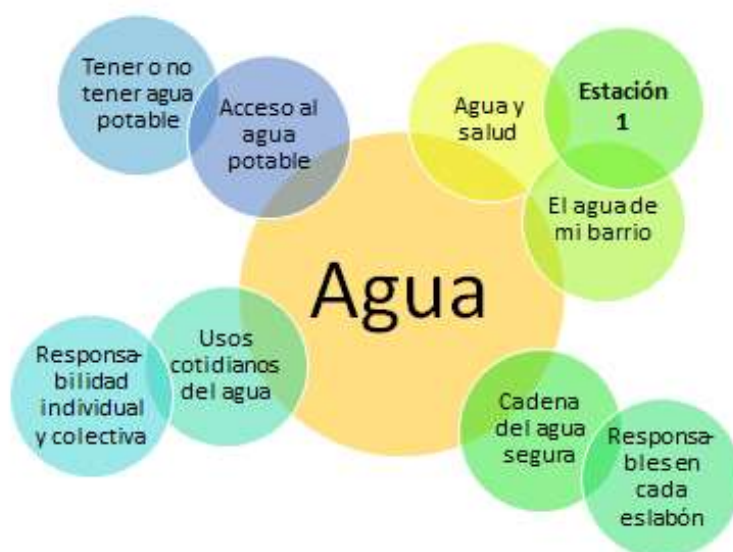 Tener o no
tener agua
potable
Acceso al
agua
potable
Agua y
salud
Estación
1
El agua de
mi barrio
Agua
Usos
cotidianos
del agua
Responsa-
bilidad
individual
y colectiva
Cadena
del agua
segura
Responsa-
bles en
cada
eslabón